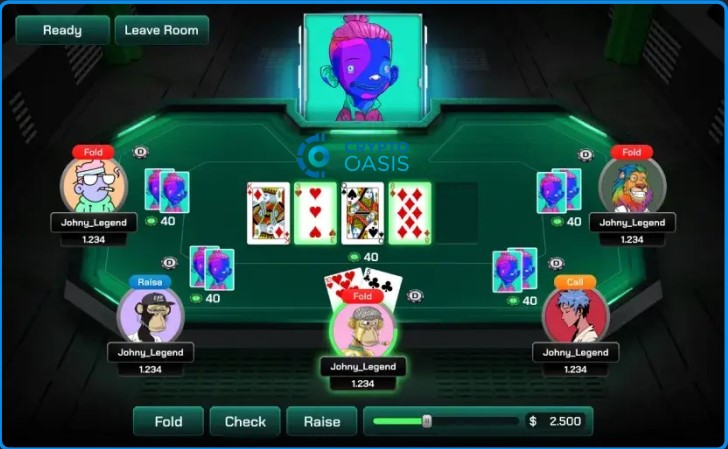 Ready
Leave Room
CRYPTO
OASIS
Fold
D
D
Fold
40
40
Johny_Legend
1.234
Johny_Legend
1.234
40
D
D
Raise
40
Fold
D
40
Call
Johny_Legend
1.234
Johny_Legend
1.234
Johny_Legend
1.234
Fold
Check
Raise
$ 2.500